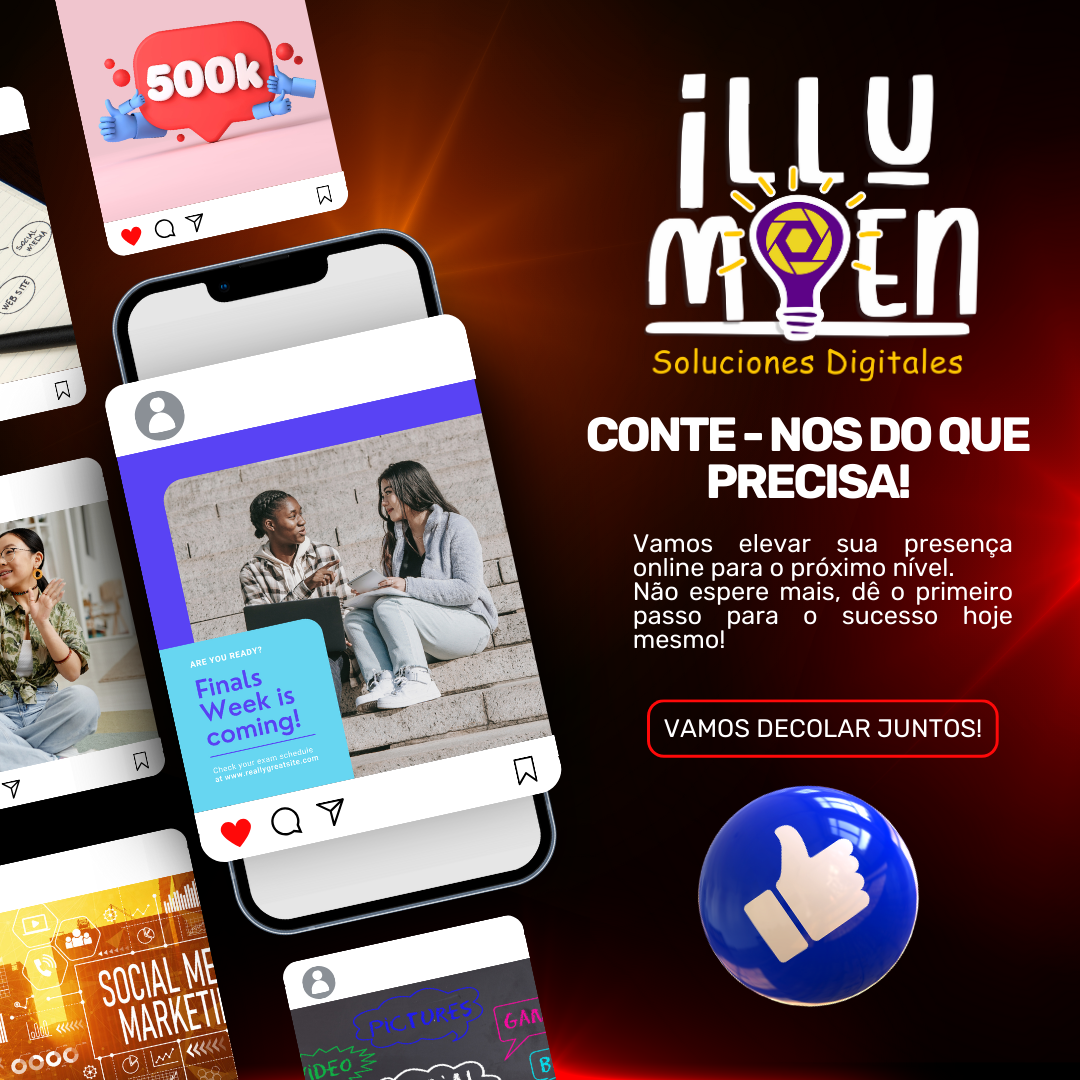 500k
SOCIAL
MEDIA
WEB SITE
ARE YOU READY?
Finals
Week is
coming!
Check your exam schedule
at www.reallygreatsite.com
SOCIAL ME
MARKETI
PICTURES
GAM
VIDEO
B
iLLU
MOEN
Soluciones Digitales
CONTE - NOS DO QUE
PRECISA!
Vamos elevar sua presença
online para o próximo nível.
Não espere mais, dê o primeiro
passo para o sucesso hoje
mesmo!
VAMOS DECOLAR JUNTOS!